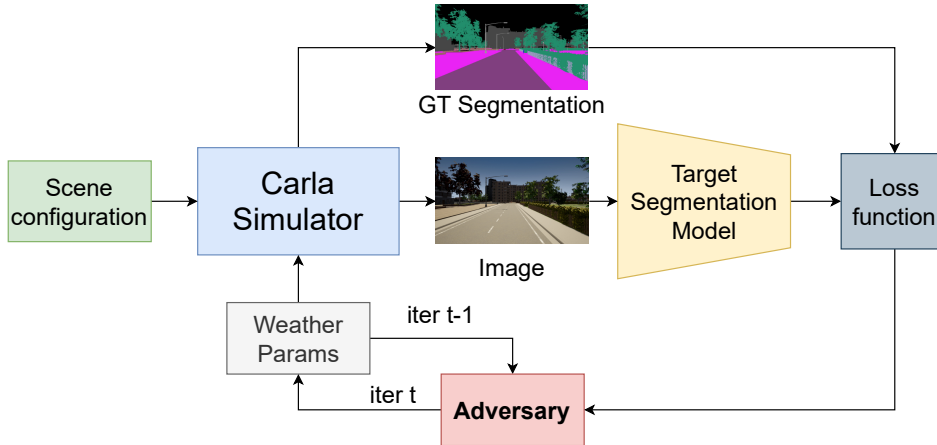 GT Segmentation
Scene
configuration
Carla
Simulator
Image
Target
Segmentation
Model
Loss
function
Weather
Params
iter t-1
iter t
Adversary